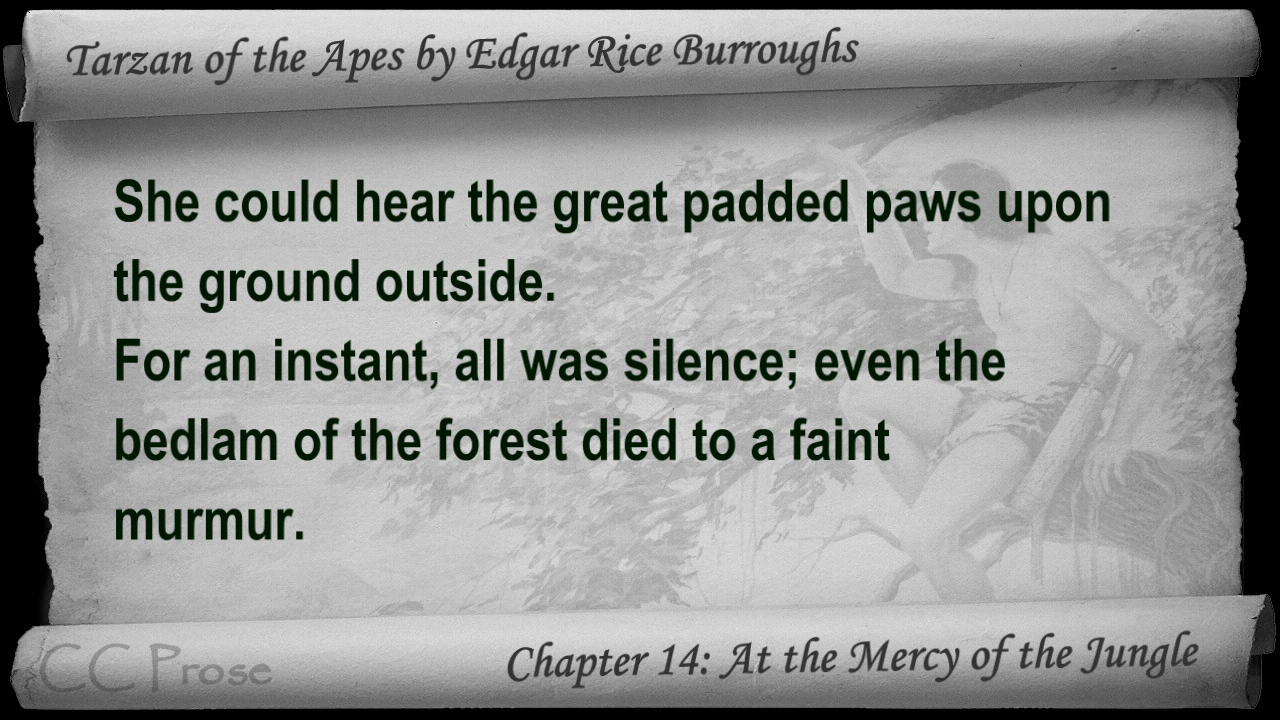 Tarzan of the Apes by Edgar Rice Burroughs
She could hear the great padded paws upon
the ground outside.
For an instant, all was silence; even the
bedlam of the forest died to a faint
murmur.
CC Prose
Chapter 14: At the Mercy of the Jungle